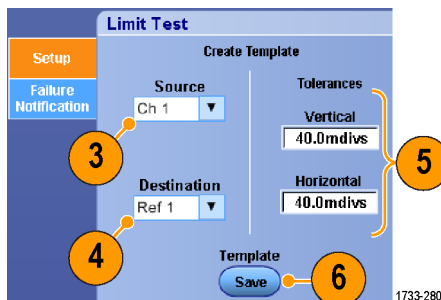 Limit Test
Setup
Failure
Notification
Create Template
Source
Ch 1
3
Destination
Ref 1
4
Tolerances
Vertical
40.0mdivs
Horizontal
40.0mdivs
5
Template
Save
6
1733-280